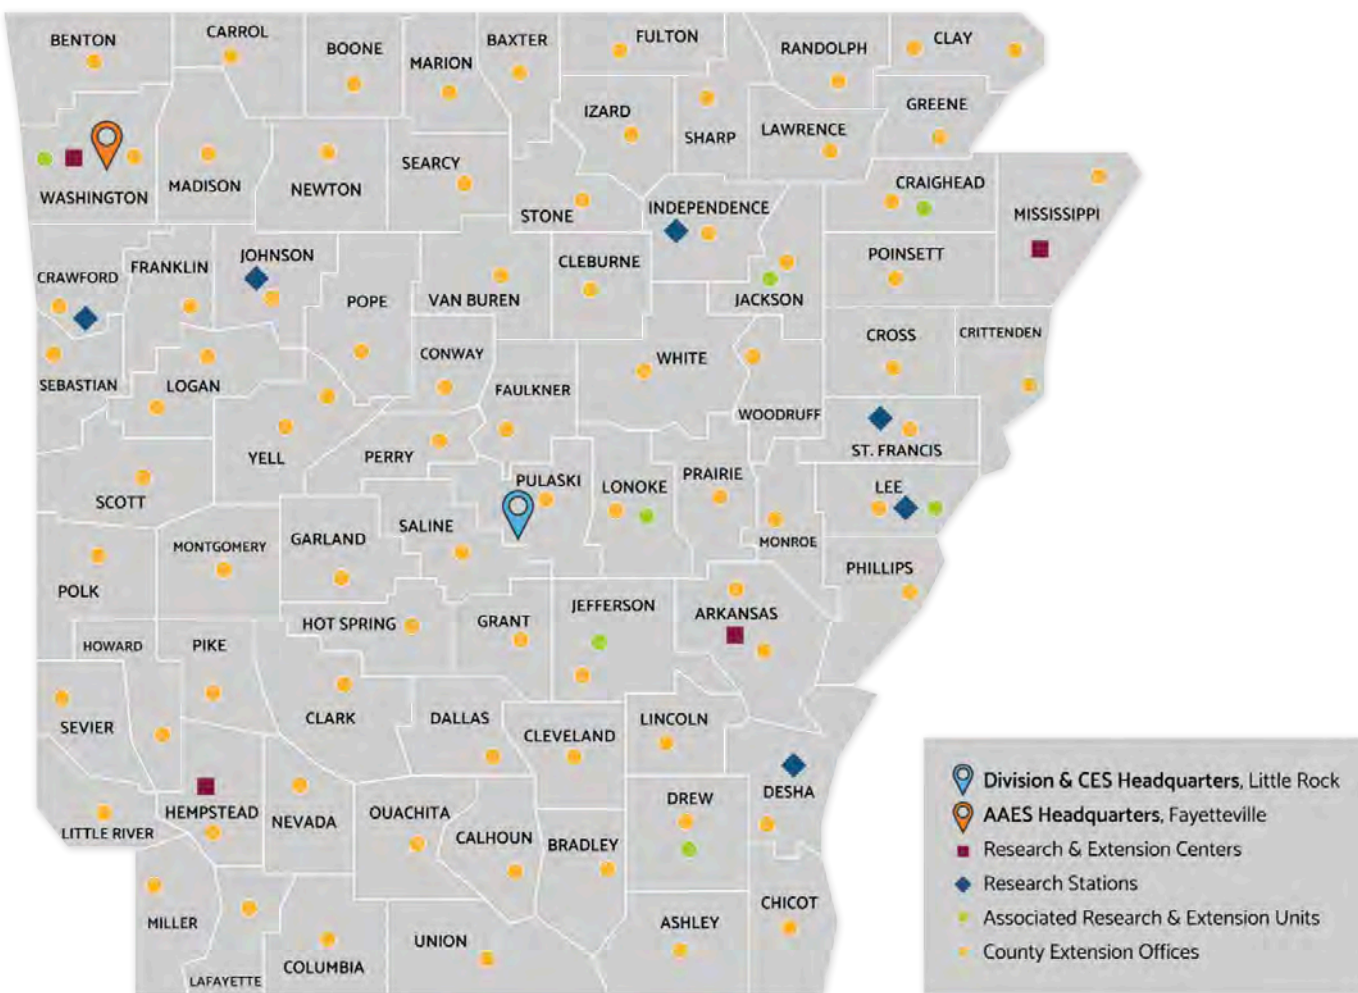 BENTON
CARROL
BOONE
MARION
BAXTER
FULTON
RANDOLPH
CLAY
IZARD
SHARP
LAWRENCE
GREENE
WASHINGTON
MADISON
NEWTON
SEARCY
STONE
INDEPENDENCE
CRAIGHEAD
MISSISSIPPI
CRAWFORD
FRANKLIN
JOHNSON
POPE
VAN BUREN
CLEBURNE
JACKSON
POINSETT
SEBASTIAN
LOGAN
CONWAY
FAULKNER
WHITE
WOODRUFF
CROSS
CRITTENDEN
SCOTT
YELL
PERRY
PULASKI
LONOKE
PRAIRIE
ST. FRANCIS
LEE
POLK
MONTGOMERY
GARLAND
SALINE
MONROE
PHILLIPS
HOWARD
PIKE
HOT SPRING
GRANT
JEFFERSON
ARKANSAS
SEVIER
CLARK
DALLAS
CLEVELAND
LINCOLN
DESHA
LITTLE RIVER
HEMPSTEAD
NEVADA
OUACHITA
CALHOUN
BRADLEY
DREW
MILLER
LAFAYETTE
COLUMBIA
UNION
ASHLEY
CHICOT
Division & CES Headquarters, Little Rock
AAES Headquarters, Fayetteville
Research & Extension Centers
Research Stations
Associated Research & Extension Units
County Extension Offices